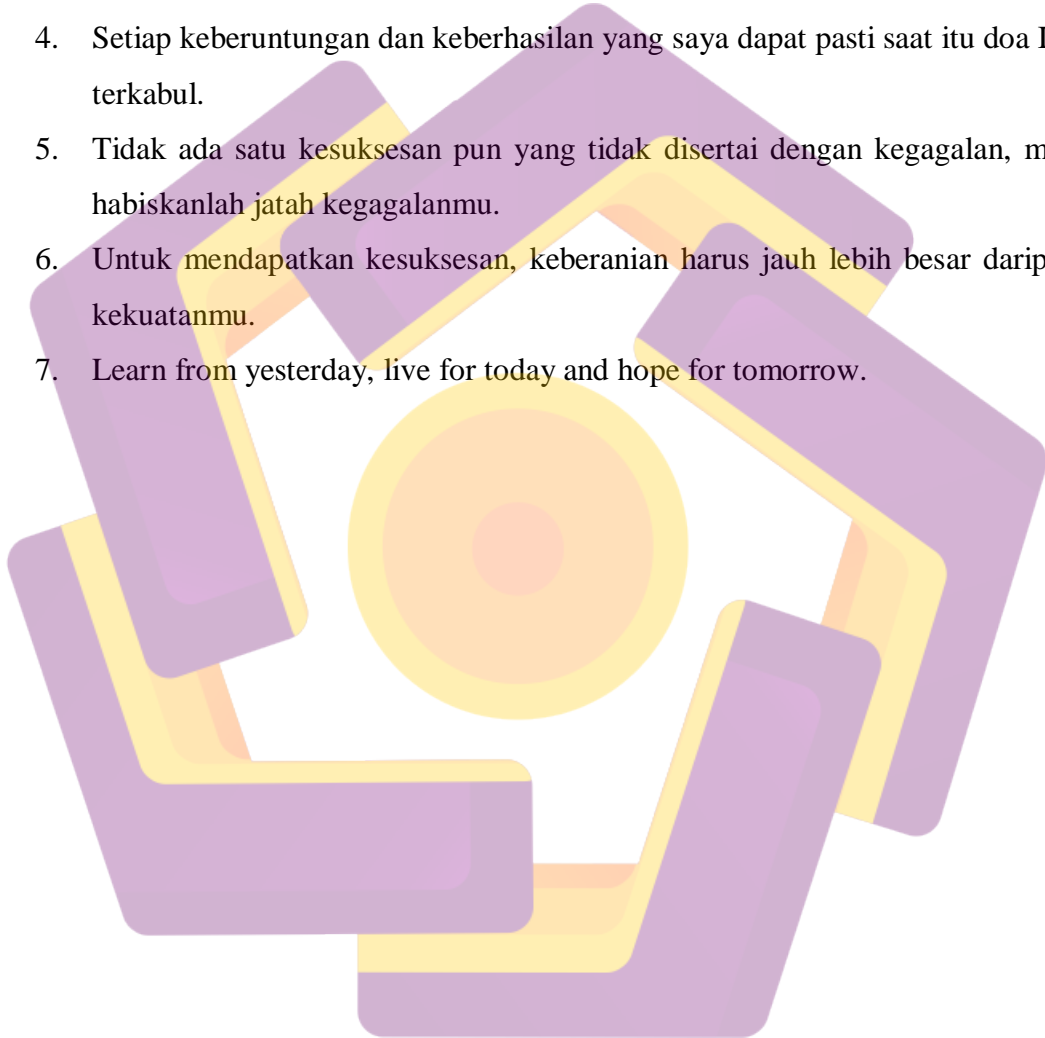 4. Setiap keberuntungan dan keberhasilan yang saya dapat pasti saat itu doa
terkabul.
5. Tidak ada satu kesuksesan pun yang tidak disertai dengan kegagalan,
habiskanlah jatah kegagalanmu.
6. Untuk mendapatkan kesuksesan, keberanian harus jauh lebih besar
kekuatanmu.
7. Learn from yesterday, live for today and hope for tomorrow.